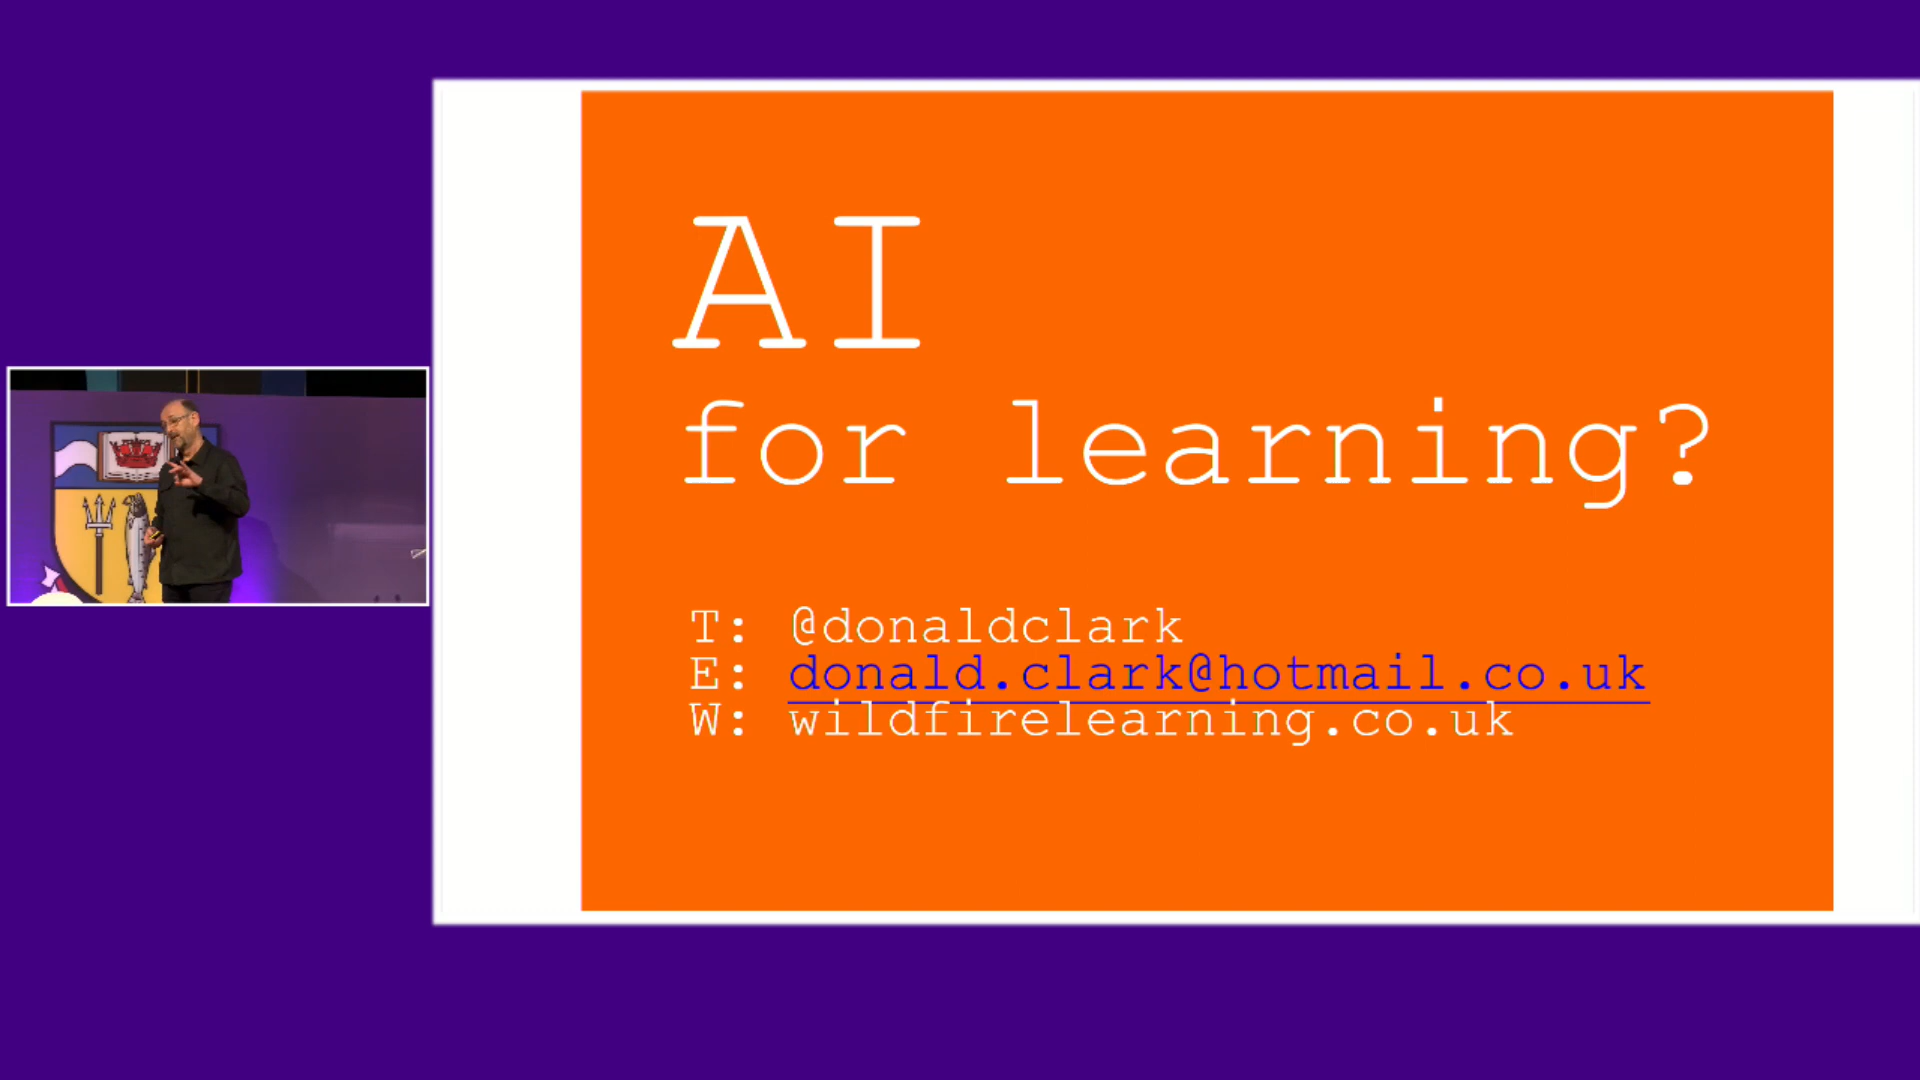 AI
for learning?
T: @donaldclark
E: donald.clark@hotmail.co.uk
W: wildfirelearning.co.uk